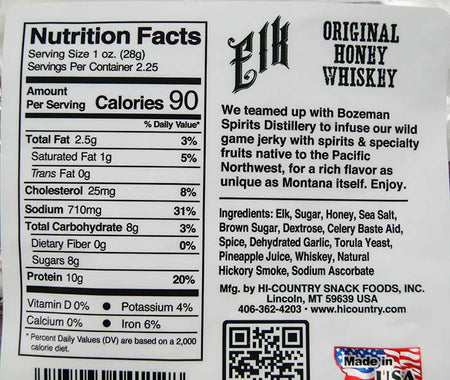 Nutrition Facts
Serving Size 1 oz. (28g)
Servings Per Container 2.25
Amount
Per Serving Calories 90
% Daily Value*
Total Fat 2.5g 3%
Saturated Fat 1g 5%
Trans Fat 0g
Cholesterol 25mg 8%
Sodium 710mg 31%
Total Carbohydrate 8g 3%
Dietary Fiber 0g 0%
Sugars 8g
Protein 10g 20%
Vitamin D 0% ● Potassium 4%
Calcium 0% ● Iron 6%
* Percent Daily Values (DV) are based on a 2,000
calorie diet.
Elk
ORIGINAL
HONEY
WHISKEY
We teamed up with Bozeman
Spirits Distillery to infuse our wild
game jerky with spirits & specialty
fruits native to the Pacific
Northwest, for a rich flavor as
unique as Montana itself. Enjoy.
Ingredients: Elk, Sugar, Honey, Sea Salt,
Brown Sugar, Dextrose, Celery Baste Aid,
Spice, Dehydrated Garlic, Torula Yeast,
Pineapple Juice, Whiskey, Natural
Hickory Smoke, Sodium Ascorbate
Mfg. by HI-COUNTRY SNACK FOODS, INC.
Lincoln, MT 59639 USA
406-362-4203 • www.hicountry.com
Made in
USA